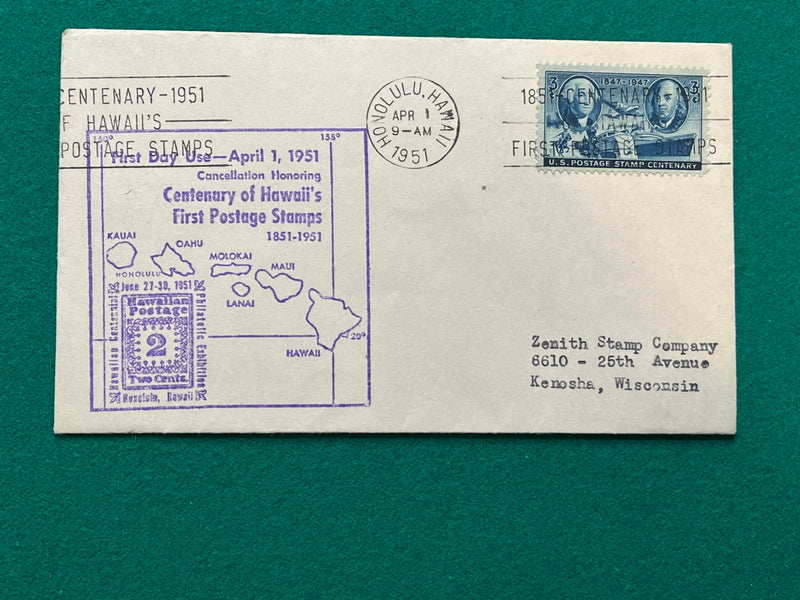 CENTENARY-1951
F HAWAII'S
POSTAGE STAMPS
HONOLULU, HAWAII
APR 1
9-AM
1951
1851-CENTENARY-1951
HAWAII
FIRST POSTAGE STAMPS
3¢ 1847-1947 3¢
U.S. POSTAGE STAMP CENTENARY
160° 155°
First Day Use—April 1, 1951
Cancellation Honoring
Centenary of Hawaii's
First Postage Stamps
1851-1951
KAUAI
OAHU
HONOLULU
MOLOKAI
MAUI
LANAI
HAWAII
20°
June 27-30, 1951
Hawaiian Centennial
Philatelic Exhibition
Honolulu, Hawaii
Hawaiian
Postage
2
Two Cents.
Zenith Stamp Company
6610 - 25th Avenue
Kenosha, Wisconsin